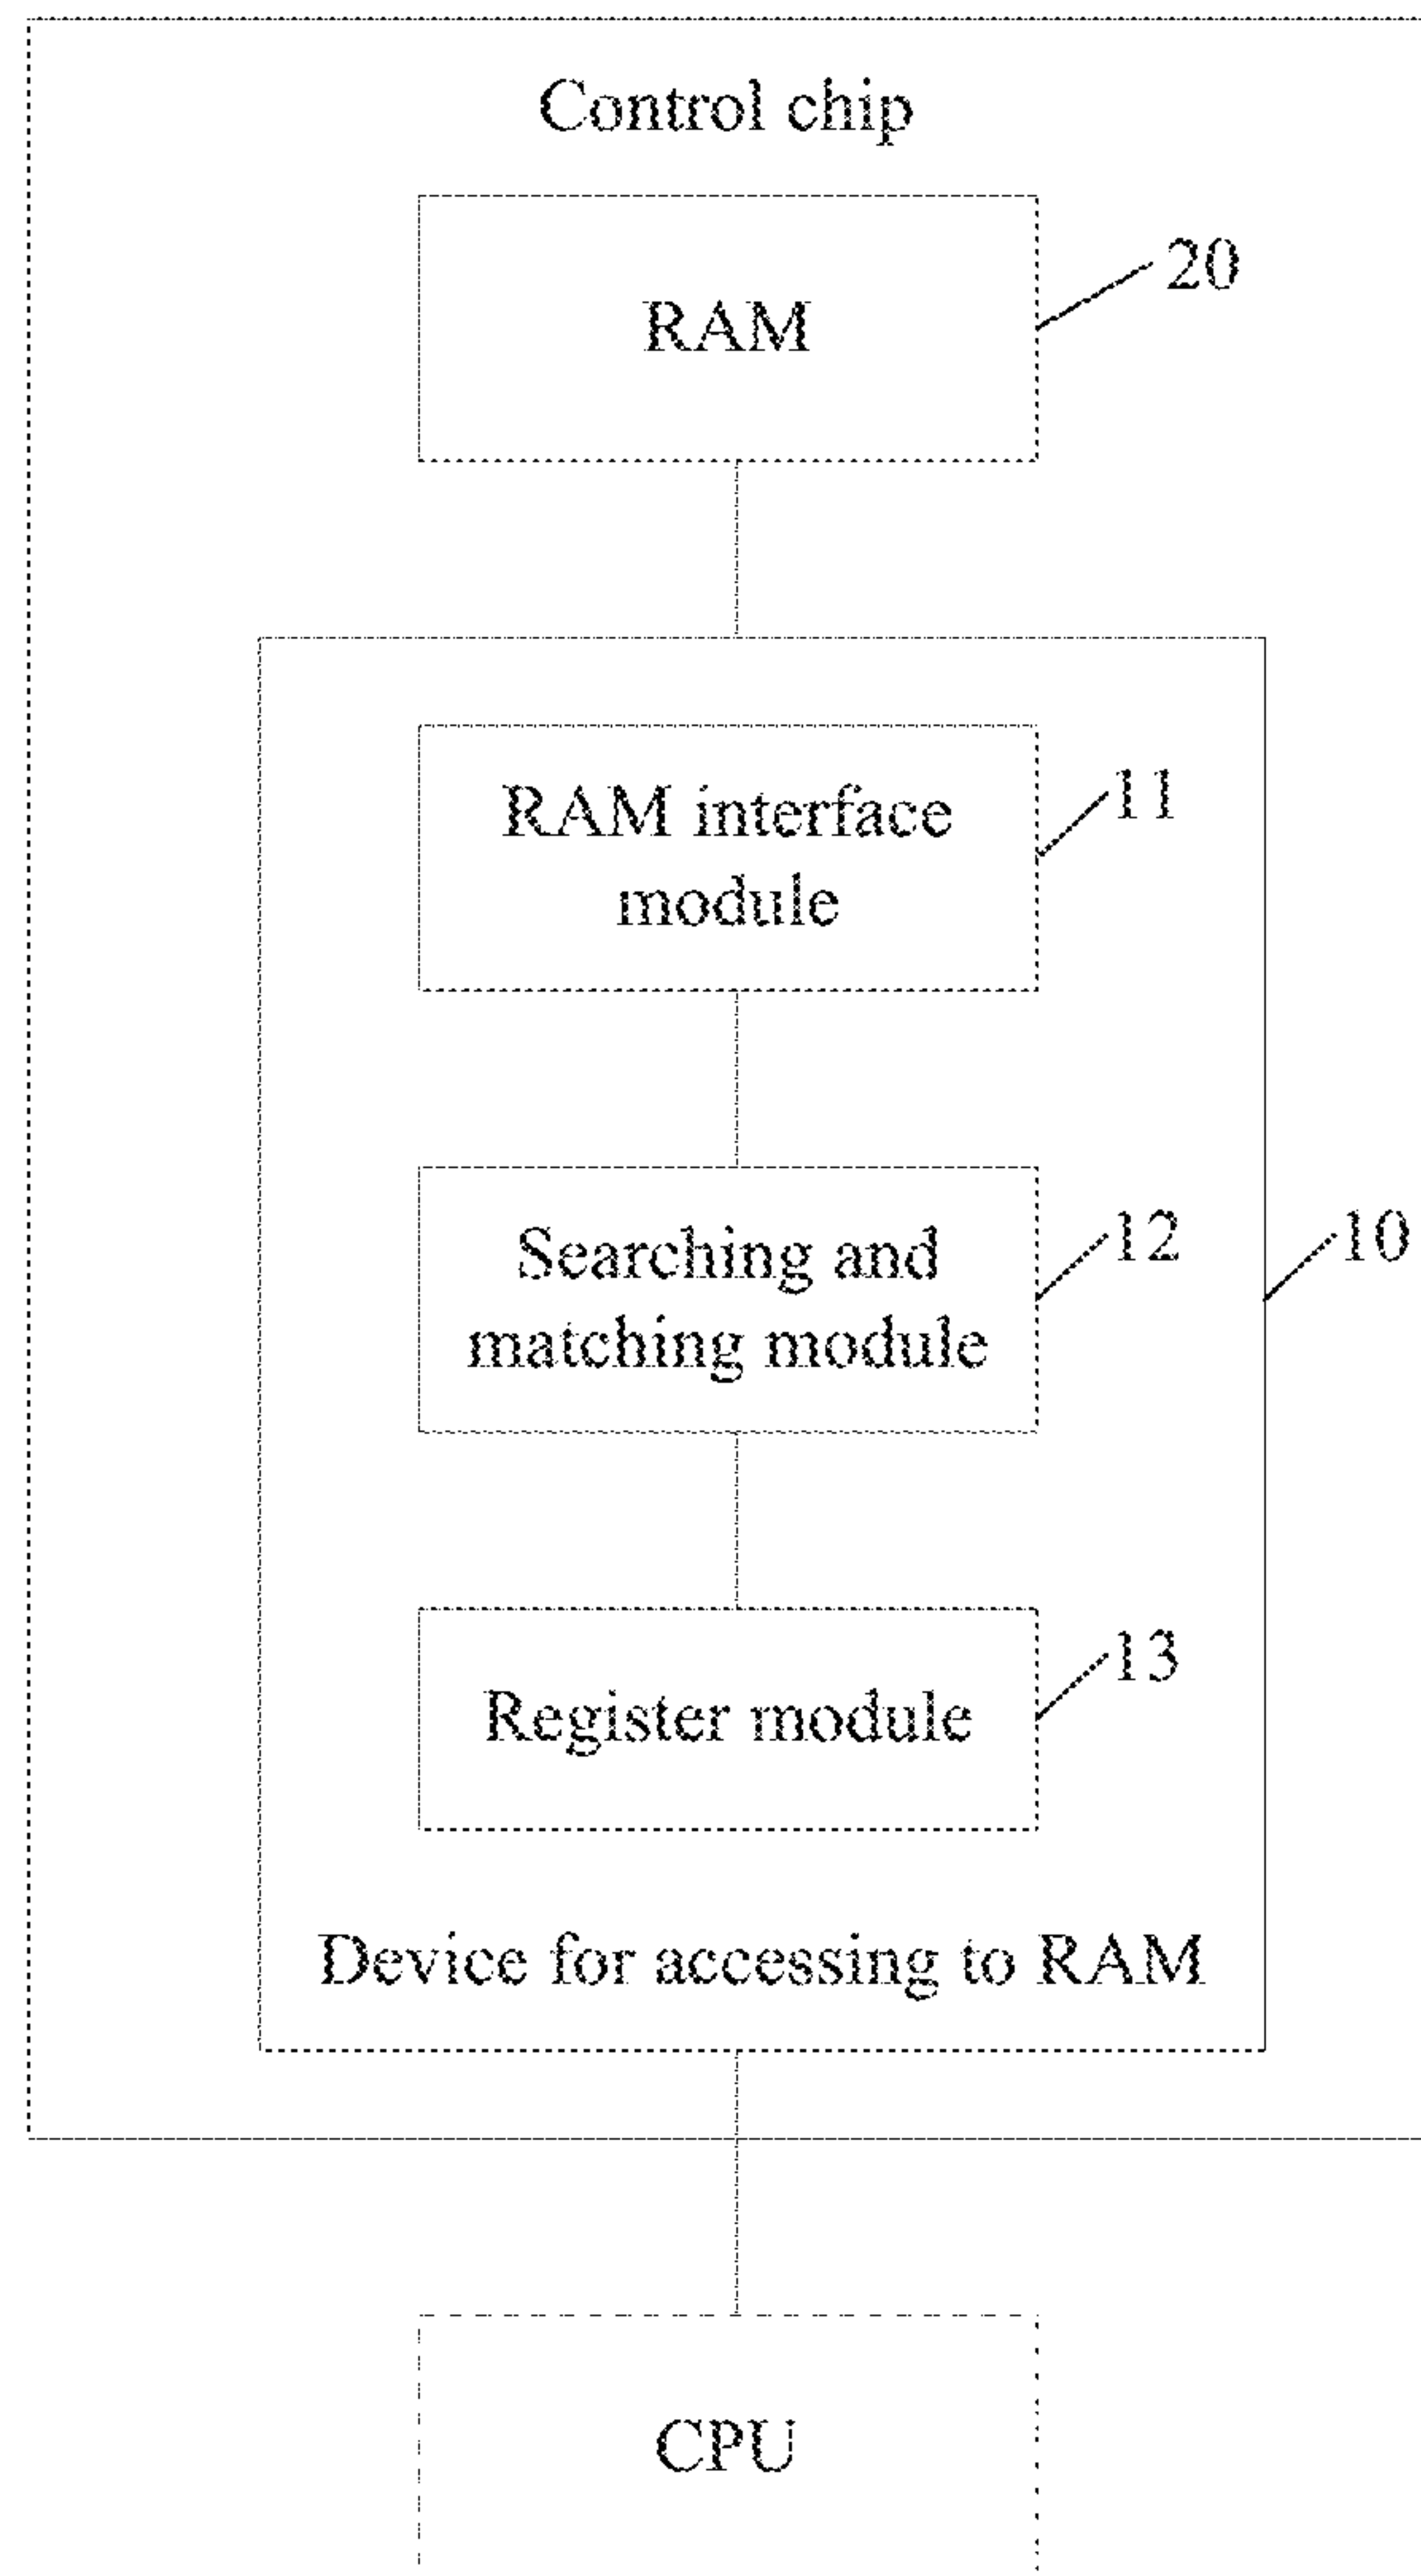 Control chip
RAM
20
RAM interface
module
11
Searching and
matching module
12
10
Register module
13
Device for accessing to RAM
CPU